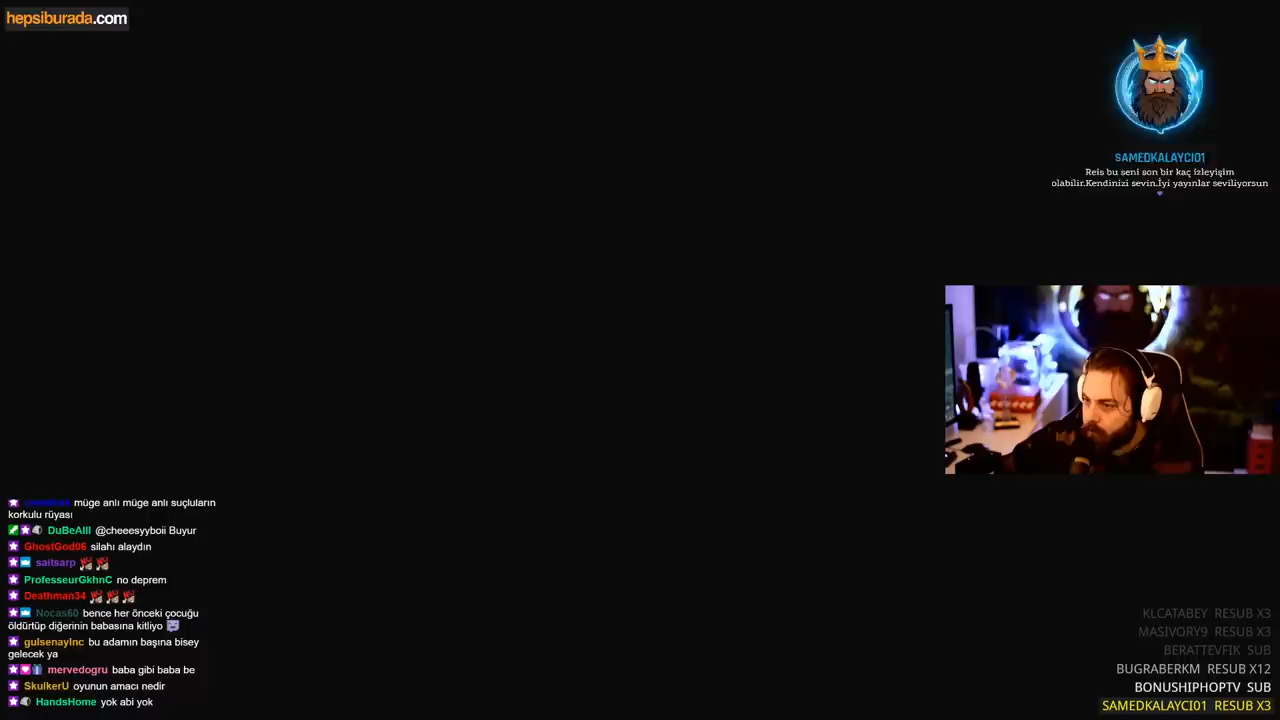 hepsiburada.com
SAMEDKALAYCI01
Reis bu seni son bir kaç izleyişim
olabilir.Kendinizi sevin.İyi yayınlar seviliyorsun
müge anlı müge anlı suçluların
korkulu rüyası
DuBeAlll @cheeesyyboii Buyur
GhostGod06 silahı alaydın
saitsarp
ProfesseurGkhnC no deprem
Deathman34
Nocas60 bence her önceki çocuğu
öldürtüp diğerinin babasına kitliyo
gulsenayInc bu adamın başına bisey
gelecek ya
mervedogru baba gibi baba be
SkulkerU oyunun amacı nedir
HandsHome yok abi yok
KLCATABEY RESUB X3
MASIVORY9 RESUB X3
BERATTEVFIK SUB
BUGRABERKM RESUB X12
BONUSHIPHOPTV SUB
SAMEDKALAYCI01 RESUB X3